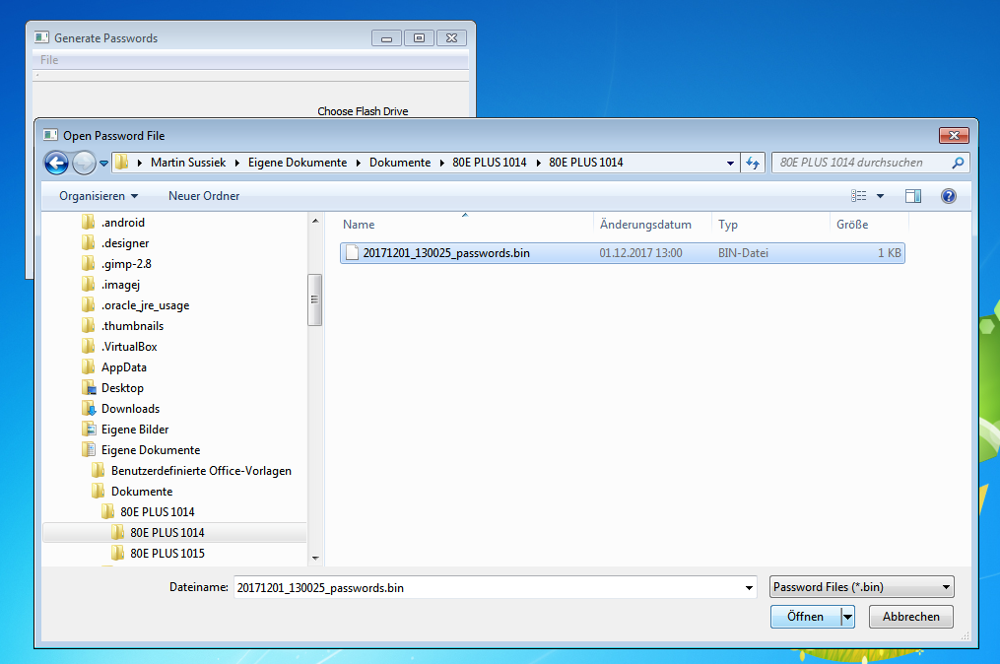 Generate Passwords
File
Choose Flash Drive
Open Password File
Martin Sussiek Eigene Dokumente Dokumente 80E PLUS 1014 80E PLUS 1014
80E PLUS 1014 durchsuchen
Organisieren Neuer Ordner
.android
.designer
.gimp-2.8
.imagej
.oracle_jre_usage
.thumbnails
.VirtualBox
AppData
Desktop
Downloads
Eigene Bilder
Eigene Dokumente
Benutzerdefinierte Office-Vorlagen
Dokumente
80E PLUS 1014
80E PLUS 1014
80E PLUS 1015
Name Änderungsdatum Typ Größe
20171201_130025_passwords.bin 01.12.2017 13:00 BIN-Datei 1 KB
Dateiname: 20171201_130025_passwords.bin Password Files (*.bin)
Öffnen Abbrechen